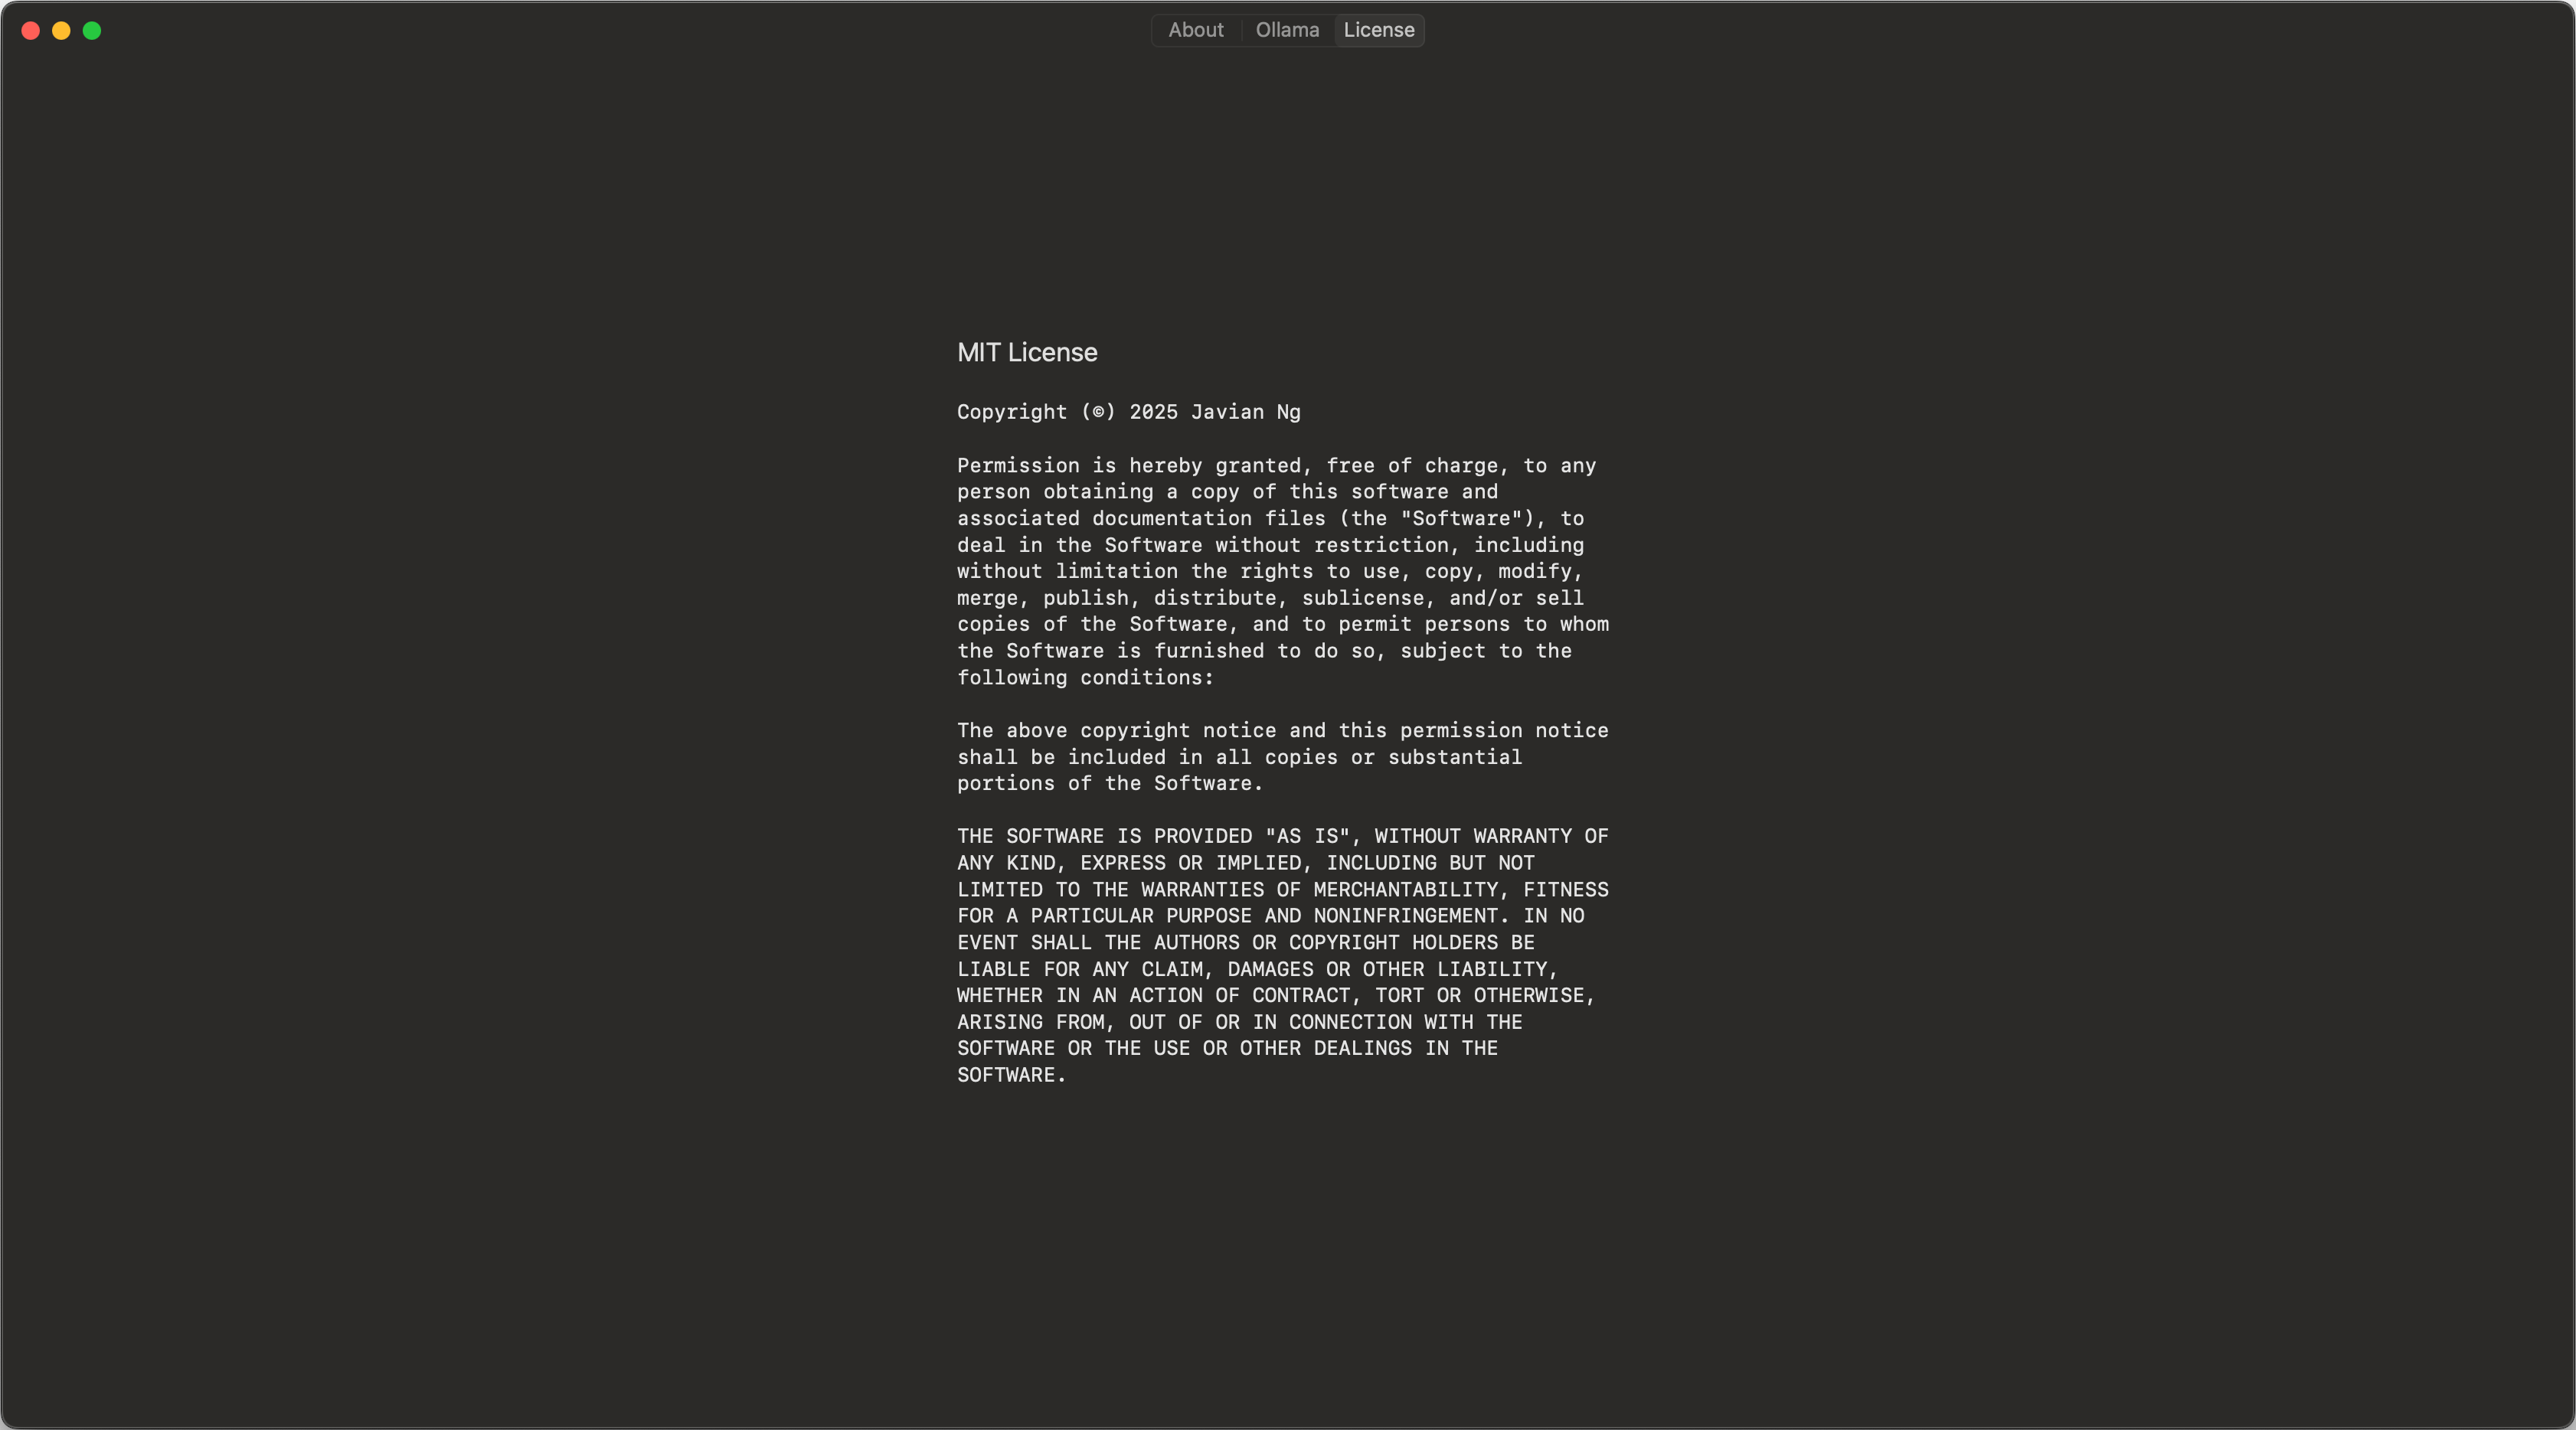 About Ollama License
MIT License
Copyright (©) 2025 Javian Ng
Permission is hereby granted, free of charge, to any
person obtaining a copy of this software and
associated documentation files (the "Software"), to
deal in the Software without restriction, including
without limitation the rights to use, copy, modify,
merge, publish, distribute, sublicense, and/or sell
copies of the Software, and to permit persons to whom
the Software is furnished to do so, subject to the
following conditions:
The above copyright notice and this permission notice
shall be included in all copies or substantial
portions of the Software.
THE SOFTWARE IS PROVIDED "AS IS", WITHOUT WARRANTY OF
ANY KIND, EXPRESS OR IMPLIED, INCLUDING BUT NOT
LIMITED TO THE WARRANTIES OF MERCHANTABILITY, FITNESS
FOR A PARTICULAR PURPOSE AND NONINFRINGEMENT. IN NO
EVENT SHALL THE AUTHORS OR COPYRIGHT HOLDERS BE
LIABLE FOR ANY CLAIM, DAMAGES OR OTHER LIABILITY,
WHETHER IN AN ACTION OF CONTRACT, TORT OR OTHERWISE,
ARISING FROM, OUT OF OR IN CONNECTION WITH THE
SOFTWARE OR THE USE OR OTHER DEALINGS IN THE
SOFTWARE.